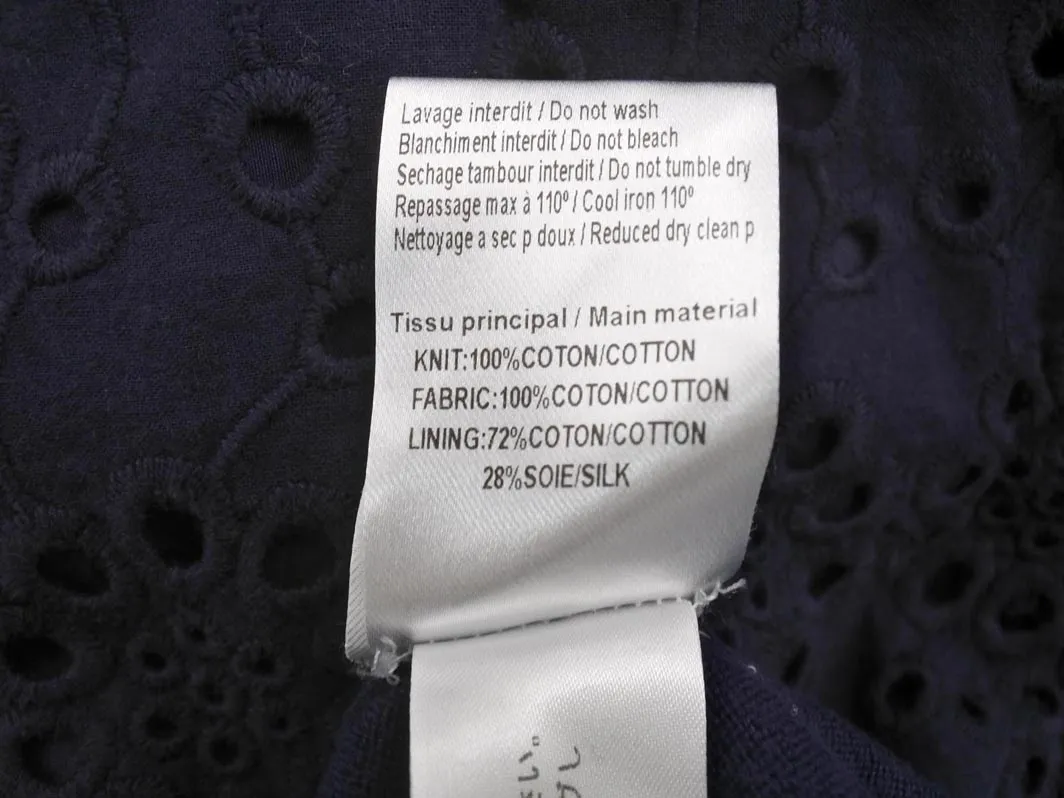 Lavage interdit / Do not wash
Blanchiment interdit / Do not bleach
Sechage tambour interdit / Do not tumble dry
Repassage max à 110º / Cool iron 110º
Nettoyage a sec p doux / Reduced dry clean p
Tissu principal / Main material
KNIT:100%COTON/COTTON
FABRIC:100%COTON/COTTON
LINING:72%COTON/COTTON
28%SOIE/SILK